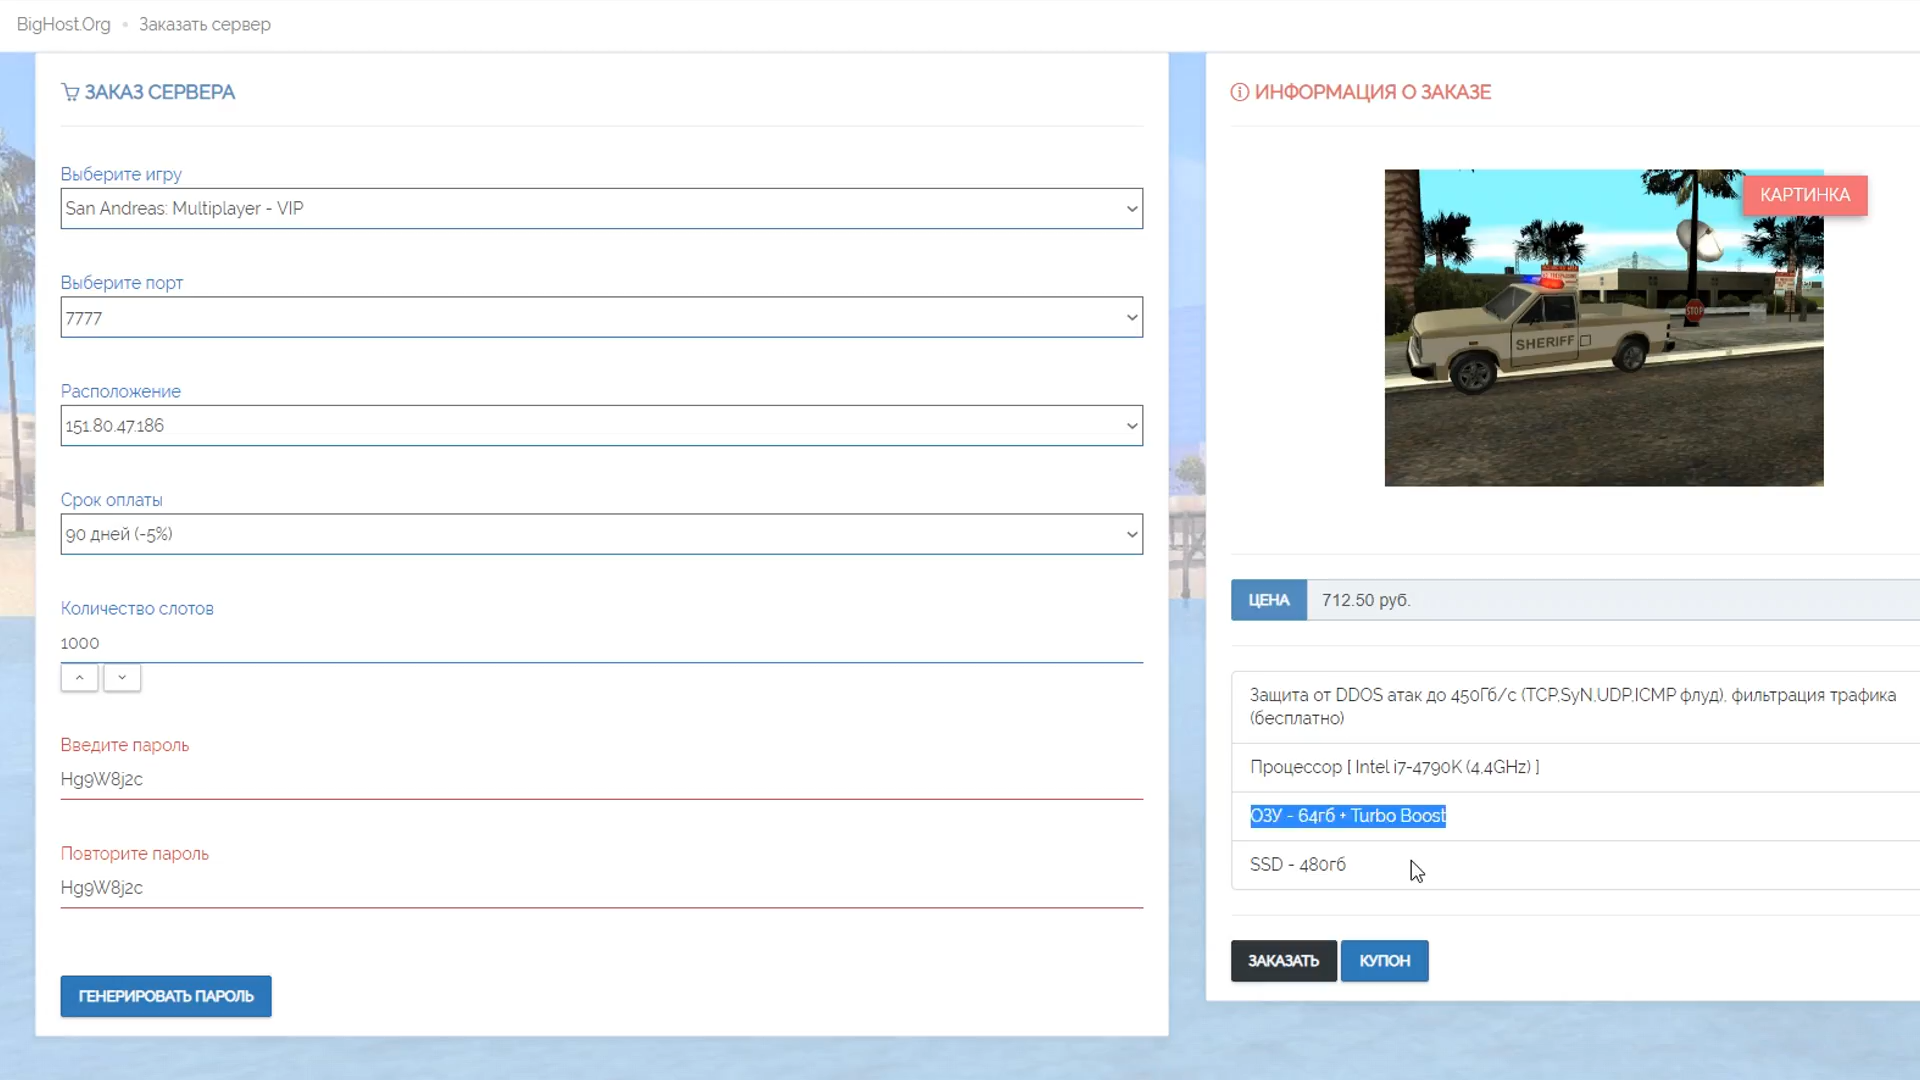 BigHost.Org • Заказать сервер
ЗАКАЗ СЕРВЕРА
Выберите игру
San Andreas: Multiplayer - VIP
Выберите порт
7777
Расположение
151.80.47.186
Срок оплаты
90 дней (-5%)
Количество слотов
1000
Введите пароль
Hg9W8j2c
Повторите пароль
Hg9W8j2c
ГЕНЕРИРОВАТЬ ПАРОЛЬ
ИНФОРМАЦИЯ О ЗАКАЗЕ
КАРТИНКА
STOP
SHERIFF
ЦЕНА 712.50 руб.
Защита от DDOS атак до 450Гб/с (TCP,SyN,UDP,ICMP флуд), фильтрация трафика
(бесплатно)
Процессор [ Intel i7-4790K (4.4GHz) ]
ОЗУ - 64гб + Turbo Boost
SSD - 480гб
ЗАКАЗАТЬ КУПОН